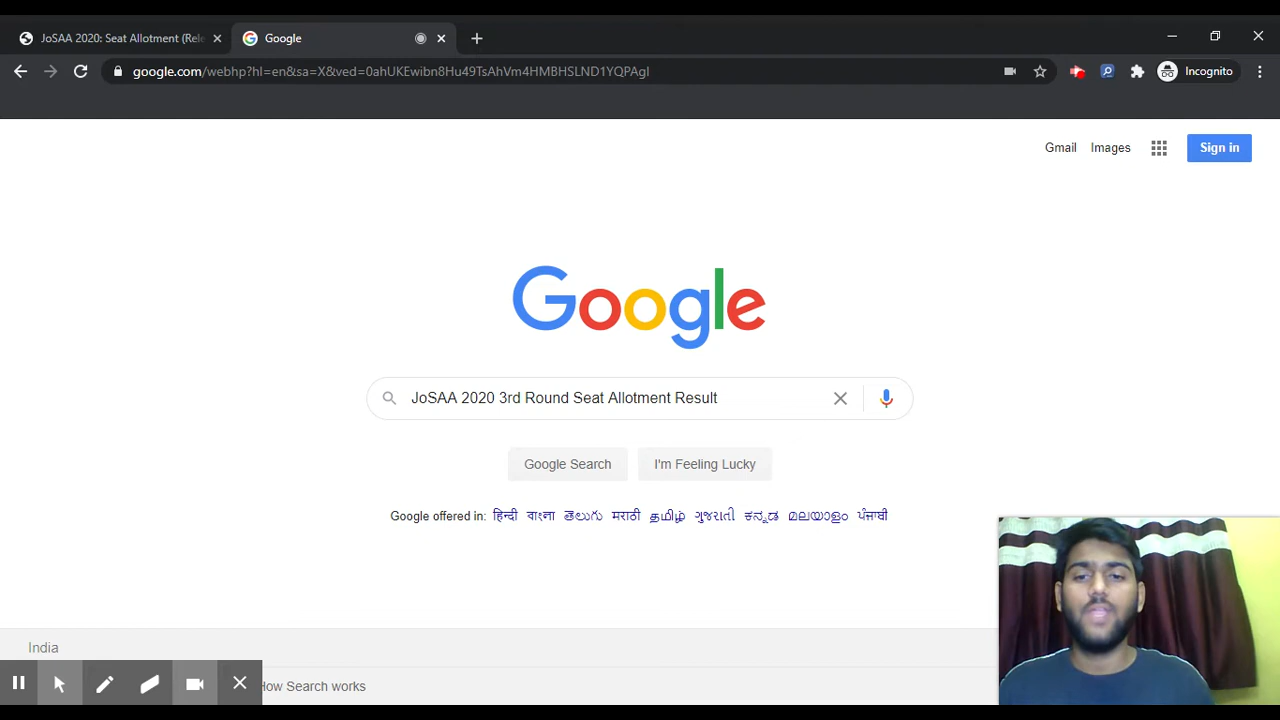 JoSAA 2020: Seat Allotment (Rele
Google
google.com/webhp?hl=en&sa=X&ved=0ahUKEwibn8Hu49TsAhVm4HMBHSLND1YQPAgI
Incognito
Gmail Images Sign in
Google
JoSAA 2020 3rd Round Seat Allotment Result
Google Search I'm Feeling Lucky
Google offered in: हिन्दी বাংলা తెలుగు मराठी தமிழ் ગુજરાતી ಕನ್ನಡ മലയാളം ਪੰਜਾਬੀ
India
How Search works